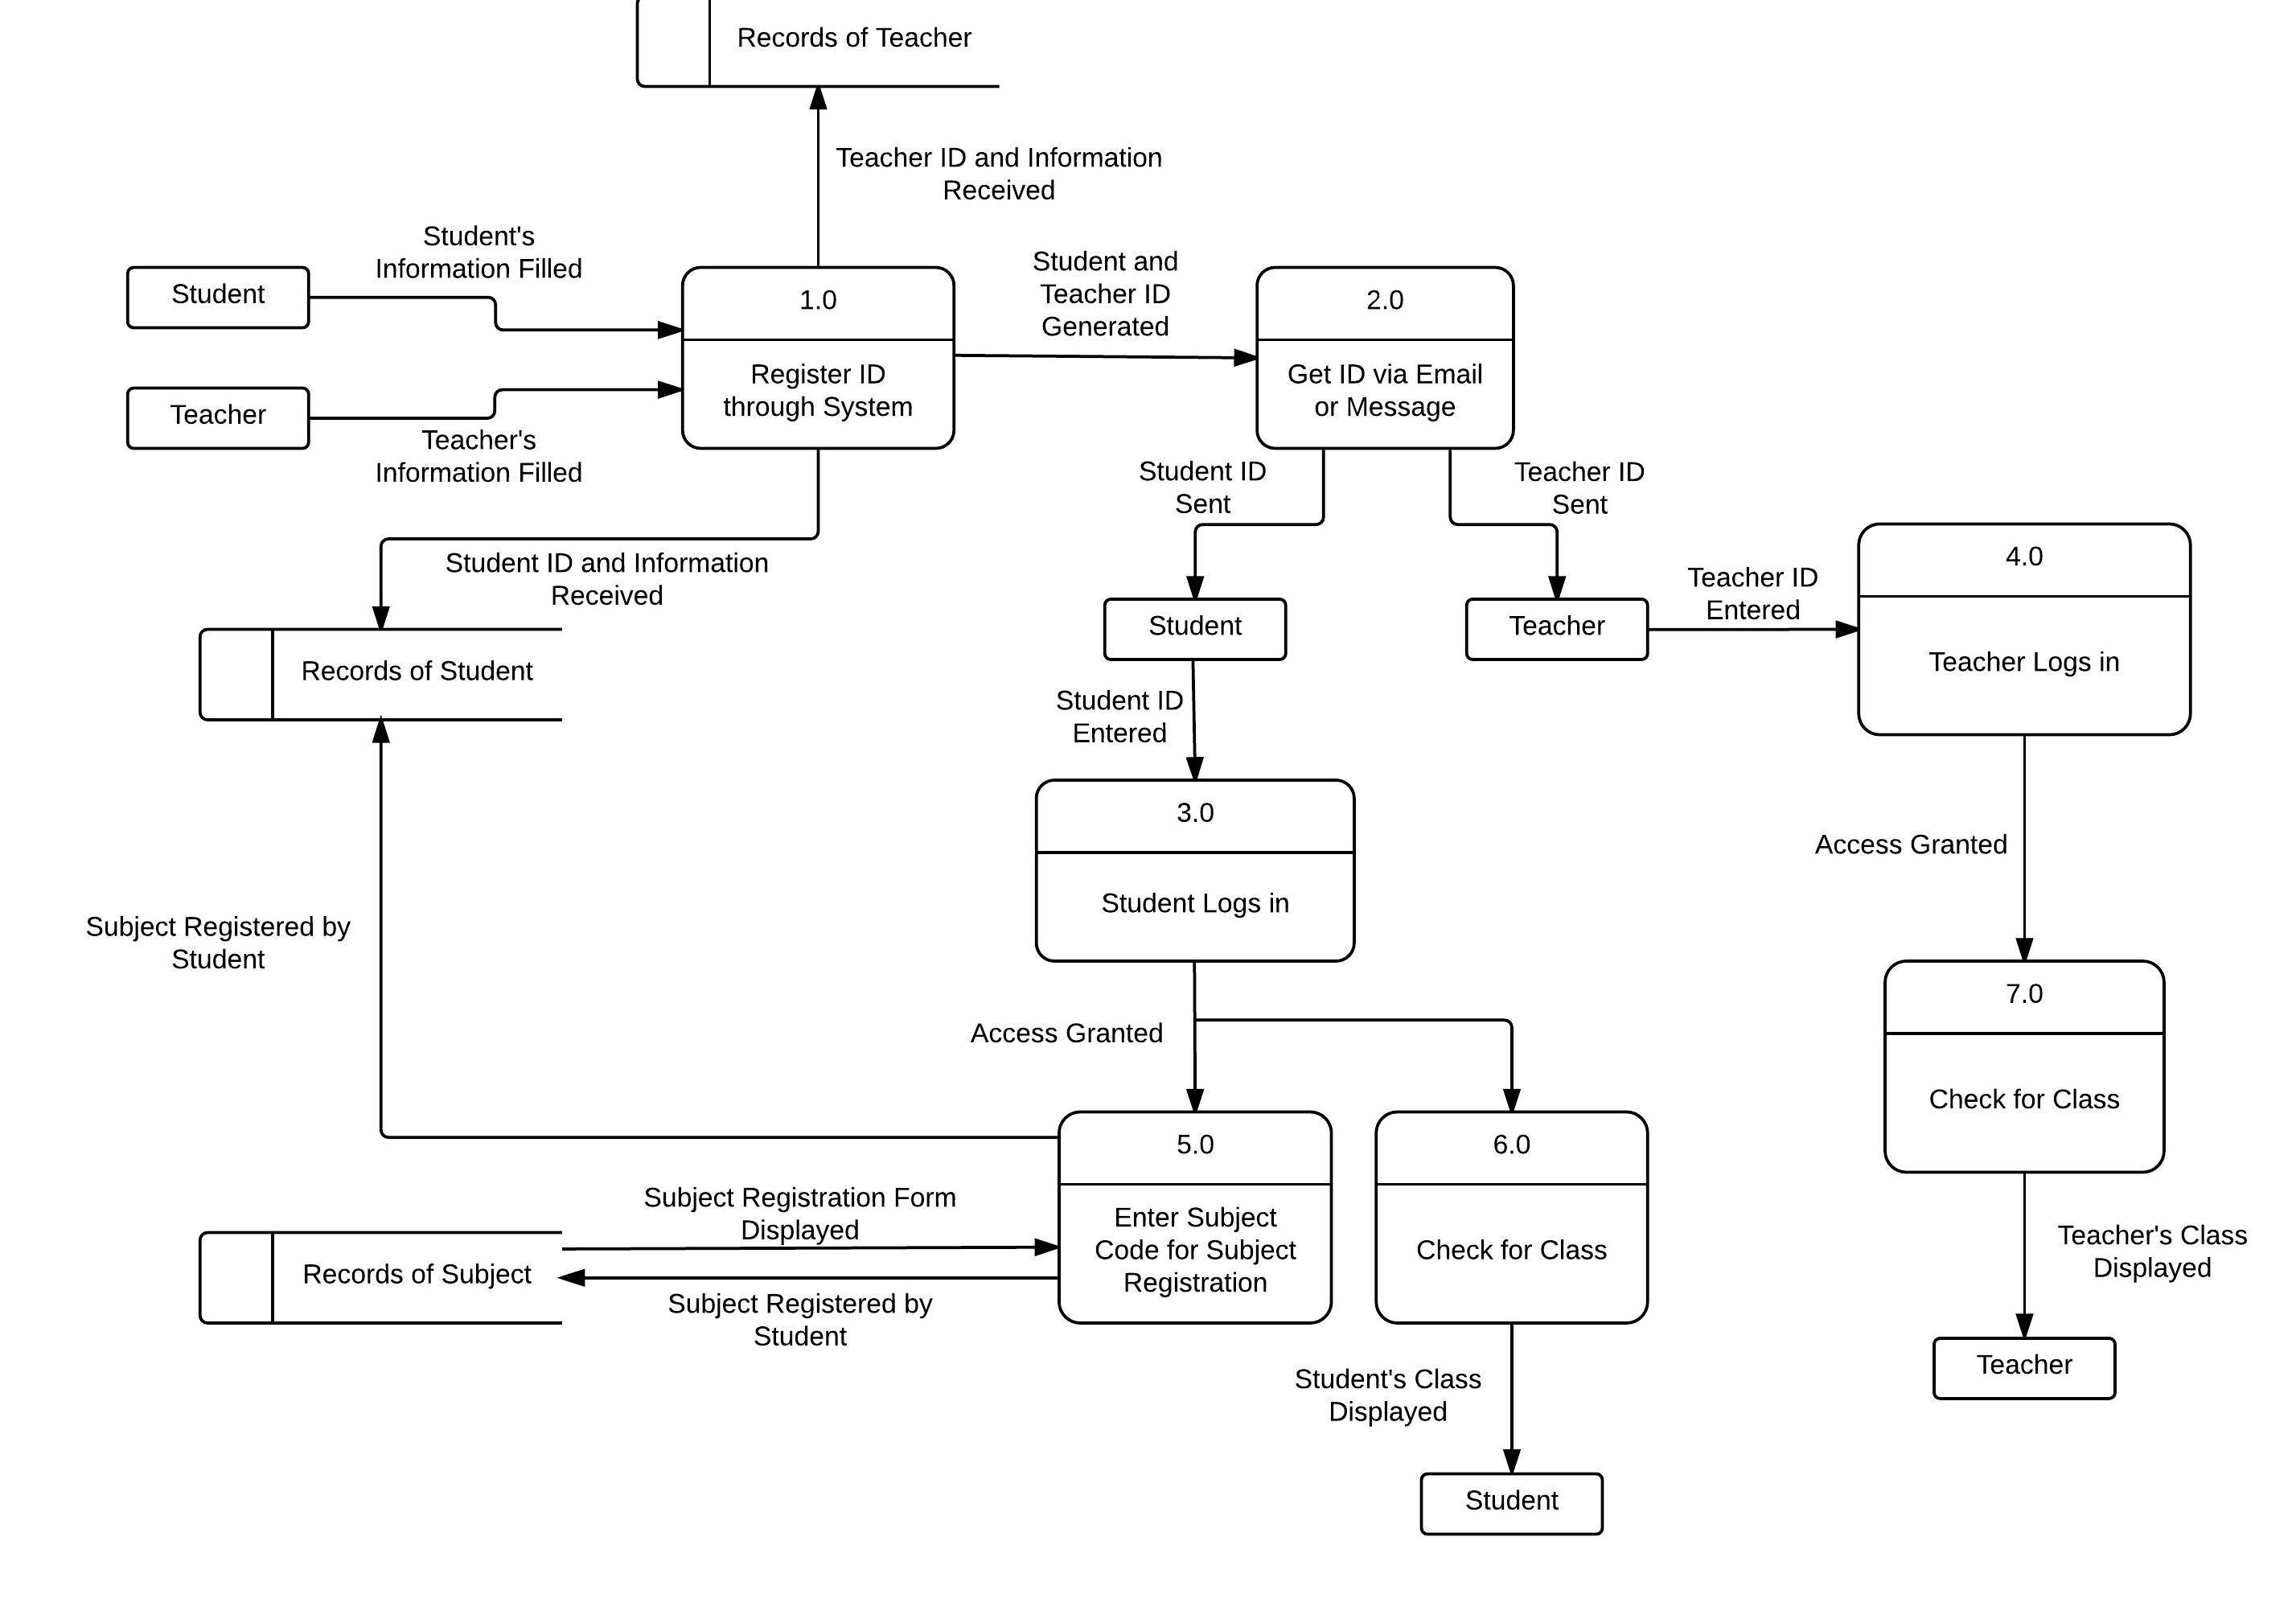 Records of Teacher
Teacher ID and Information
Received
Student's
Information Filled
Student and
Teacher ID
Generated
Student
1.0
2.0
Register ID
through System
Get ID via Email
or Message
Teacher
Teacher's
Information Filled
Student ID
Sent
Teacher ID
Sent
Student ID and Information
Received
4.0
Teacher ID
Entered
Student
Teacher
Teacher Logs in
Records of Student
Student ID
Entered
3.0
Access Granted
Student Logs in
Subject Registered by
Student
7.0
Access Granted
Check for Class
5.0
6.0
Subject Registration Form
Displayed
Enter Subject
Code for Subject
Registration
Check for Class
Teacher's Class
Displayed
Records of Subject
Subject Registered by
Student
Teacher
Student's Class
Displayed
Student